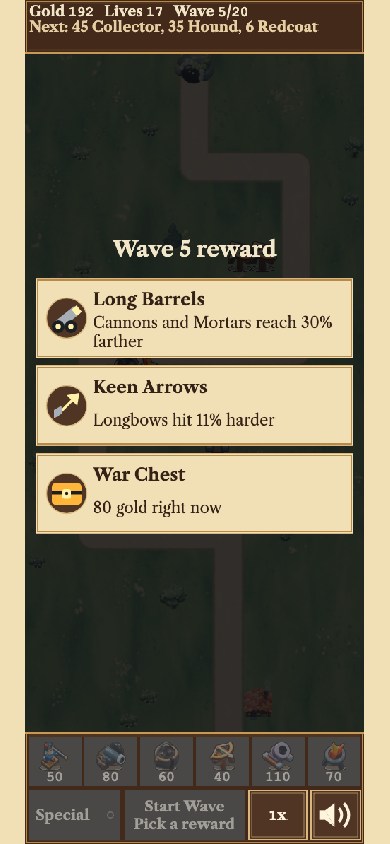 Gold 192 Lives 17 Wave 5/20
Next: 45 Collector, 35 Hound, 6 Redcoat
Wave 5 reward
Long Barrels
Cannons and Mortars reach 30%
farther
Keen Arrows
Longbows hit 11% harder
War Chest
80 gold right now
50 80 60 40 110 70
Special
Start Wave
Pick a reward
1x